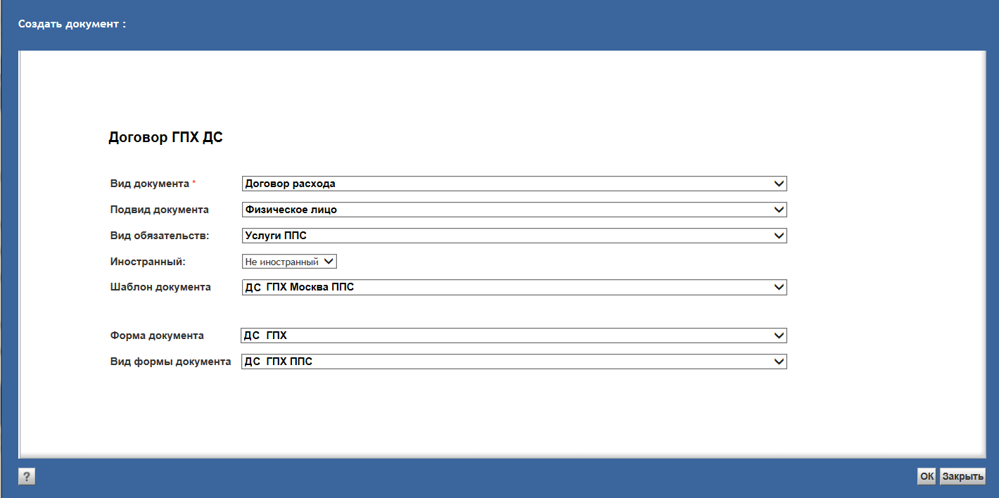 Создать документ :
Договор ГПХ ДС
Вид документа * Договор расхода
Подвид документа Физическое лицо
Вид обязательств: Услуги ППС
Иностранный: Не иностранный
Шаблон документа ДС ГПХ Москва ППС
Форма документа ДС ГПХ
Вид формы документа ДС ГПХ ППС
? ОК Закрыть